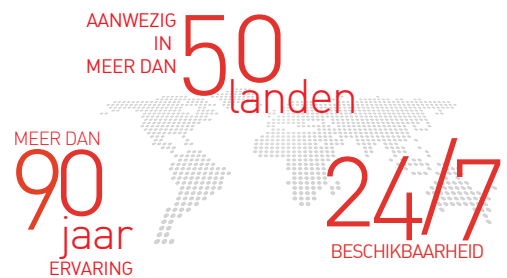 AANWEZIG
IN
MEER DAN
50
landen
MEER DAN
90
jaar
ERVARING
24/7
BESCHIKBAARHEID